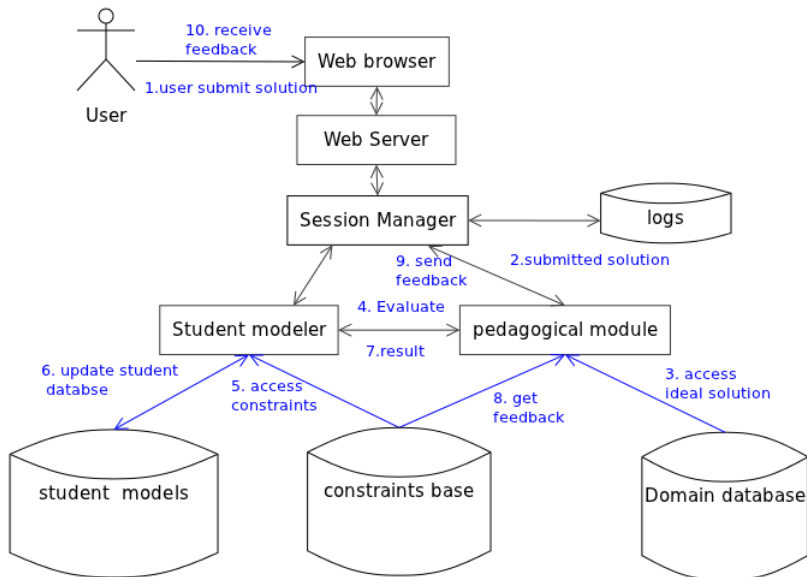 10. receive
feedback
Web browser
1.user submit solution
User
Web Server
Session Manager
logs
9. send
feedback
2.submitted solution
4. Evaluate
Student modeler
pedagogical module
7.result
6. update student
databse
5. access
constraints
8. get
feedback
3. access
ideal solution
student models
constraints base
Domain database